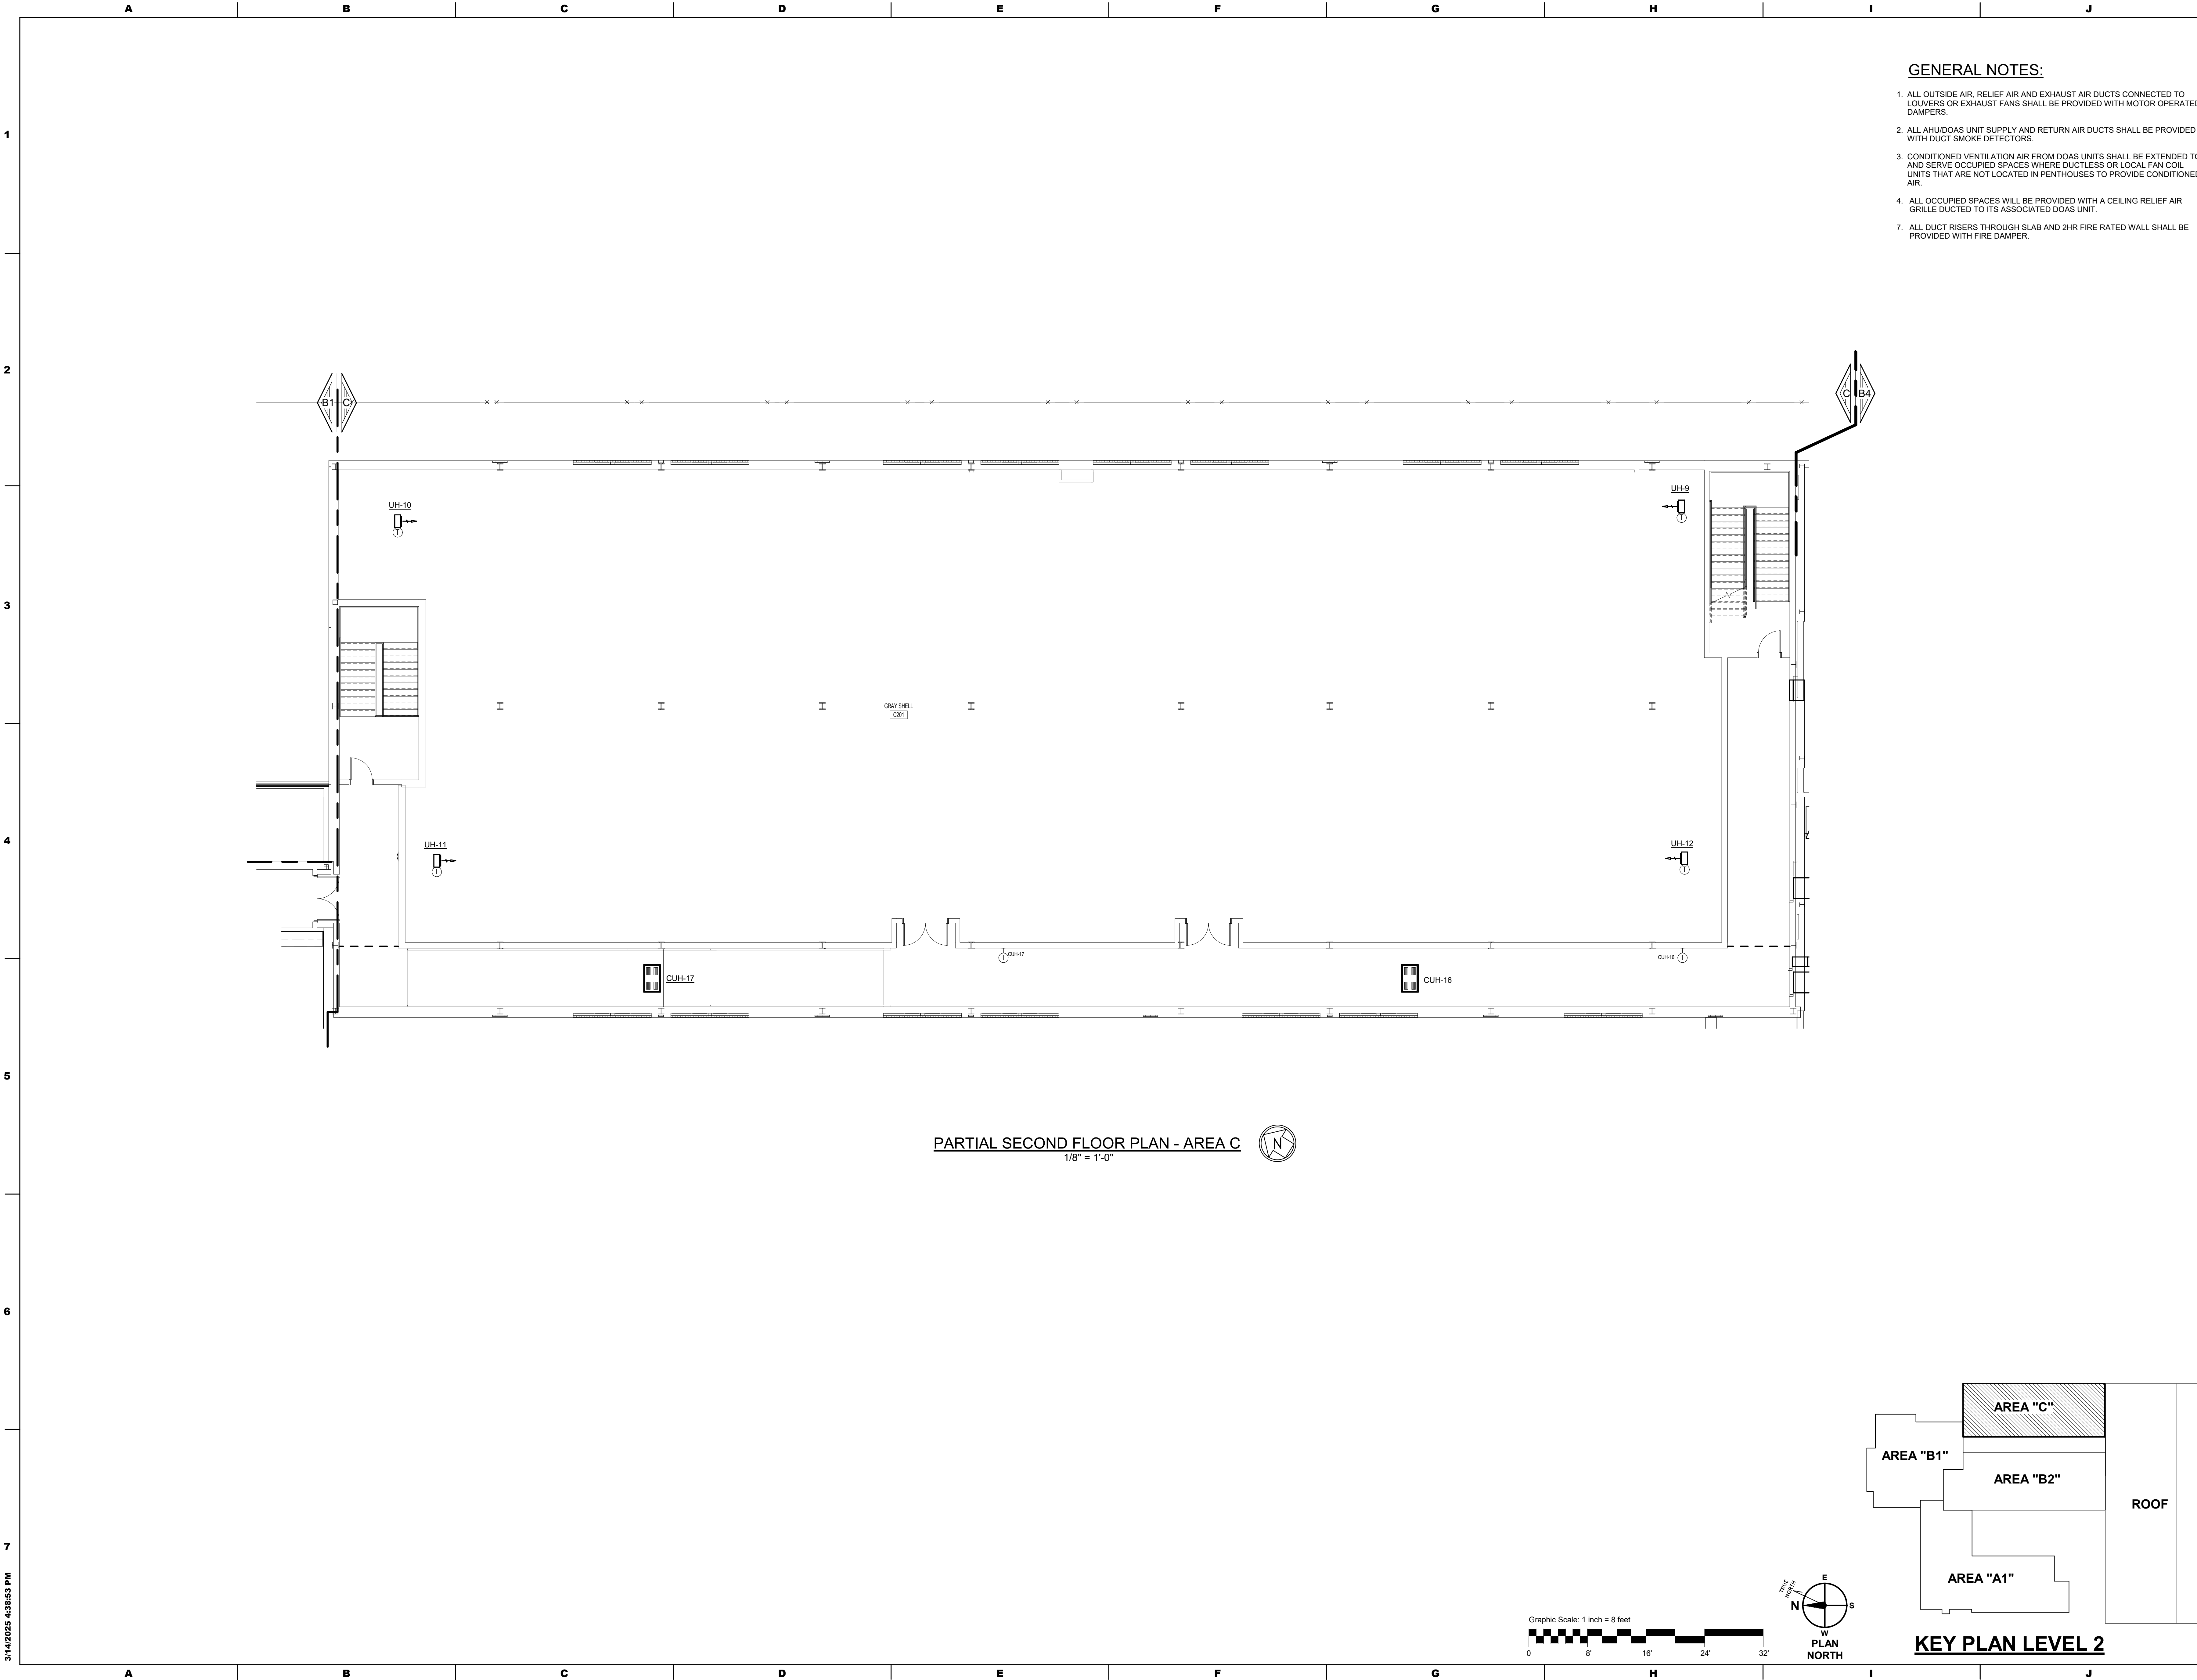 A B C D E F G H I J
GENERAL NOTES:
1. ALL OUTSIDE AIR, RELIEF AIR AND EXHAUST AIR DUCTS CONNECTED TO
LOUVERS OR EXHAUST FANS SHALL BE PROVIDED WITH MOTOR OPERATED
DAMPERS.
2. ALL AHU/DOAS UNIT SUPPLY AND RETURN AIR DUCTS SHALL BE PROVIDED
WITH DUCT SMOKE DETECTORS.
3. CONDITIONED VENTILATION AIR FROM DOAS UNITS SHALL BE EXTENDED TO
AND SERVE OCCUPIED SPACES WHERE DUCTLESS OR LOCAL FAN COIL
UNITS THAT ARE NOT LOCATED IN PENTHOUSES TO PROVIDE CONDITIONED
AIR.
4. ALL OCCUPIED SPACES WILL BE PROVIDED WITH A CEILING RELIEF AIR
GRILLE DUCTED TO ITS ASSOCIATED DOAS UNIT.
7. ALL DUCT RISERS THROUGH SLAB AND 2HR FIRE RATED WALL SHALL BE
PROVIDED WITH FIRE DAMPER.
1
2
3
4
5
6
7
B1 C
C B4
UH-10
T
UH-9
T
GRAY SHELL
C201
UH-11
T
UH-12
T
T CUH-17
CUH-16 T
CUH-17
CUH-16
PARTIAL SECOND FLOOR PLAN - AREA C
1/8" = 1'-0"
N
AREA "C"
AREA "B1"
AREA "B2"
ROOF
AREA "A1"
KEY PLAN LEVEL 2
TRUE
NORTH
E
N
S
W
PLAN
NORTH
Graphic Scale: 1 inch = 8 feet
0 8' 16' 24' 32'
3/14/2025 4:38:53 PM
A B C D E F G H I J